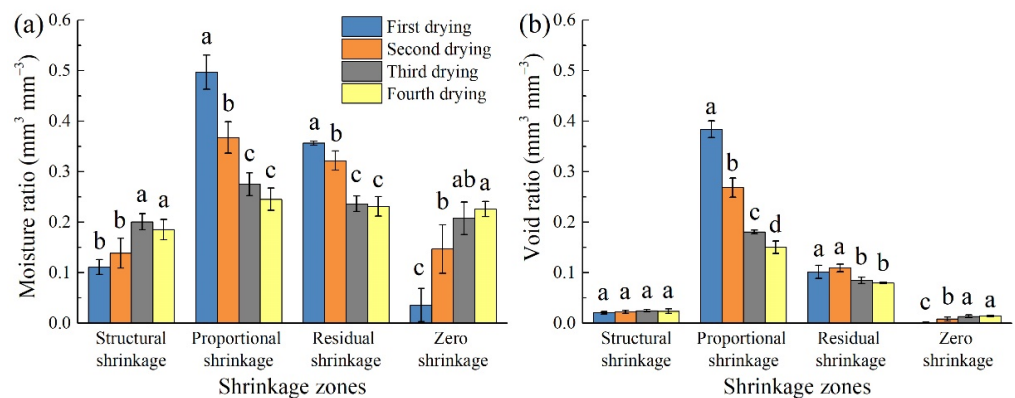 (a)
Moisture ratio (mm³ mm⁻³)
0.6
0.5
0.4
0.3
0.2
0.1
0.0
First drying
Second drying
Third drying
Fourth drying
b b a a
a b c c
a b c c
c b ab a
Structural shrinkage
Proportional shrinkage
Residual shrinkage
Zero shrinkage
Shrinkage zones
(b)
Void ratio (mm³ mm⁻³)
0.6
0.5
0.4
0.3
0.2
0.1
0.0
a a a a
a b c d
a a b b
c b a a
Structural shrinkage
Proportional shrinkage
Residual shrinkage
Zero shrinkage
Shrinkage zones